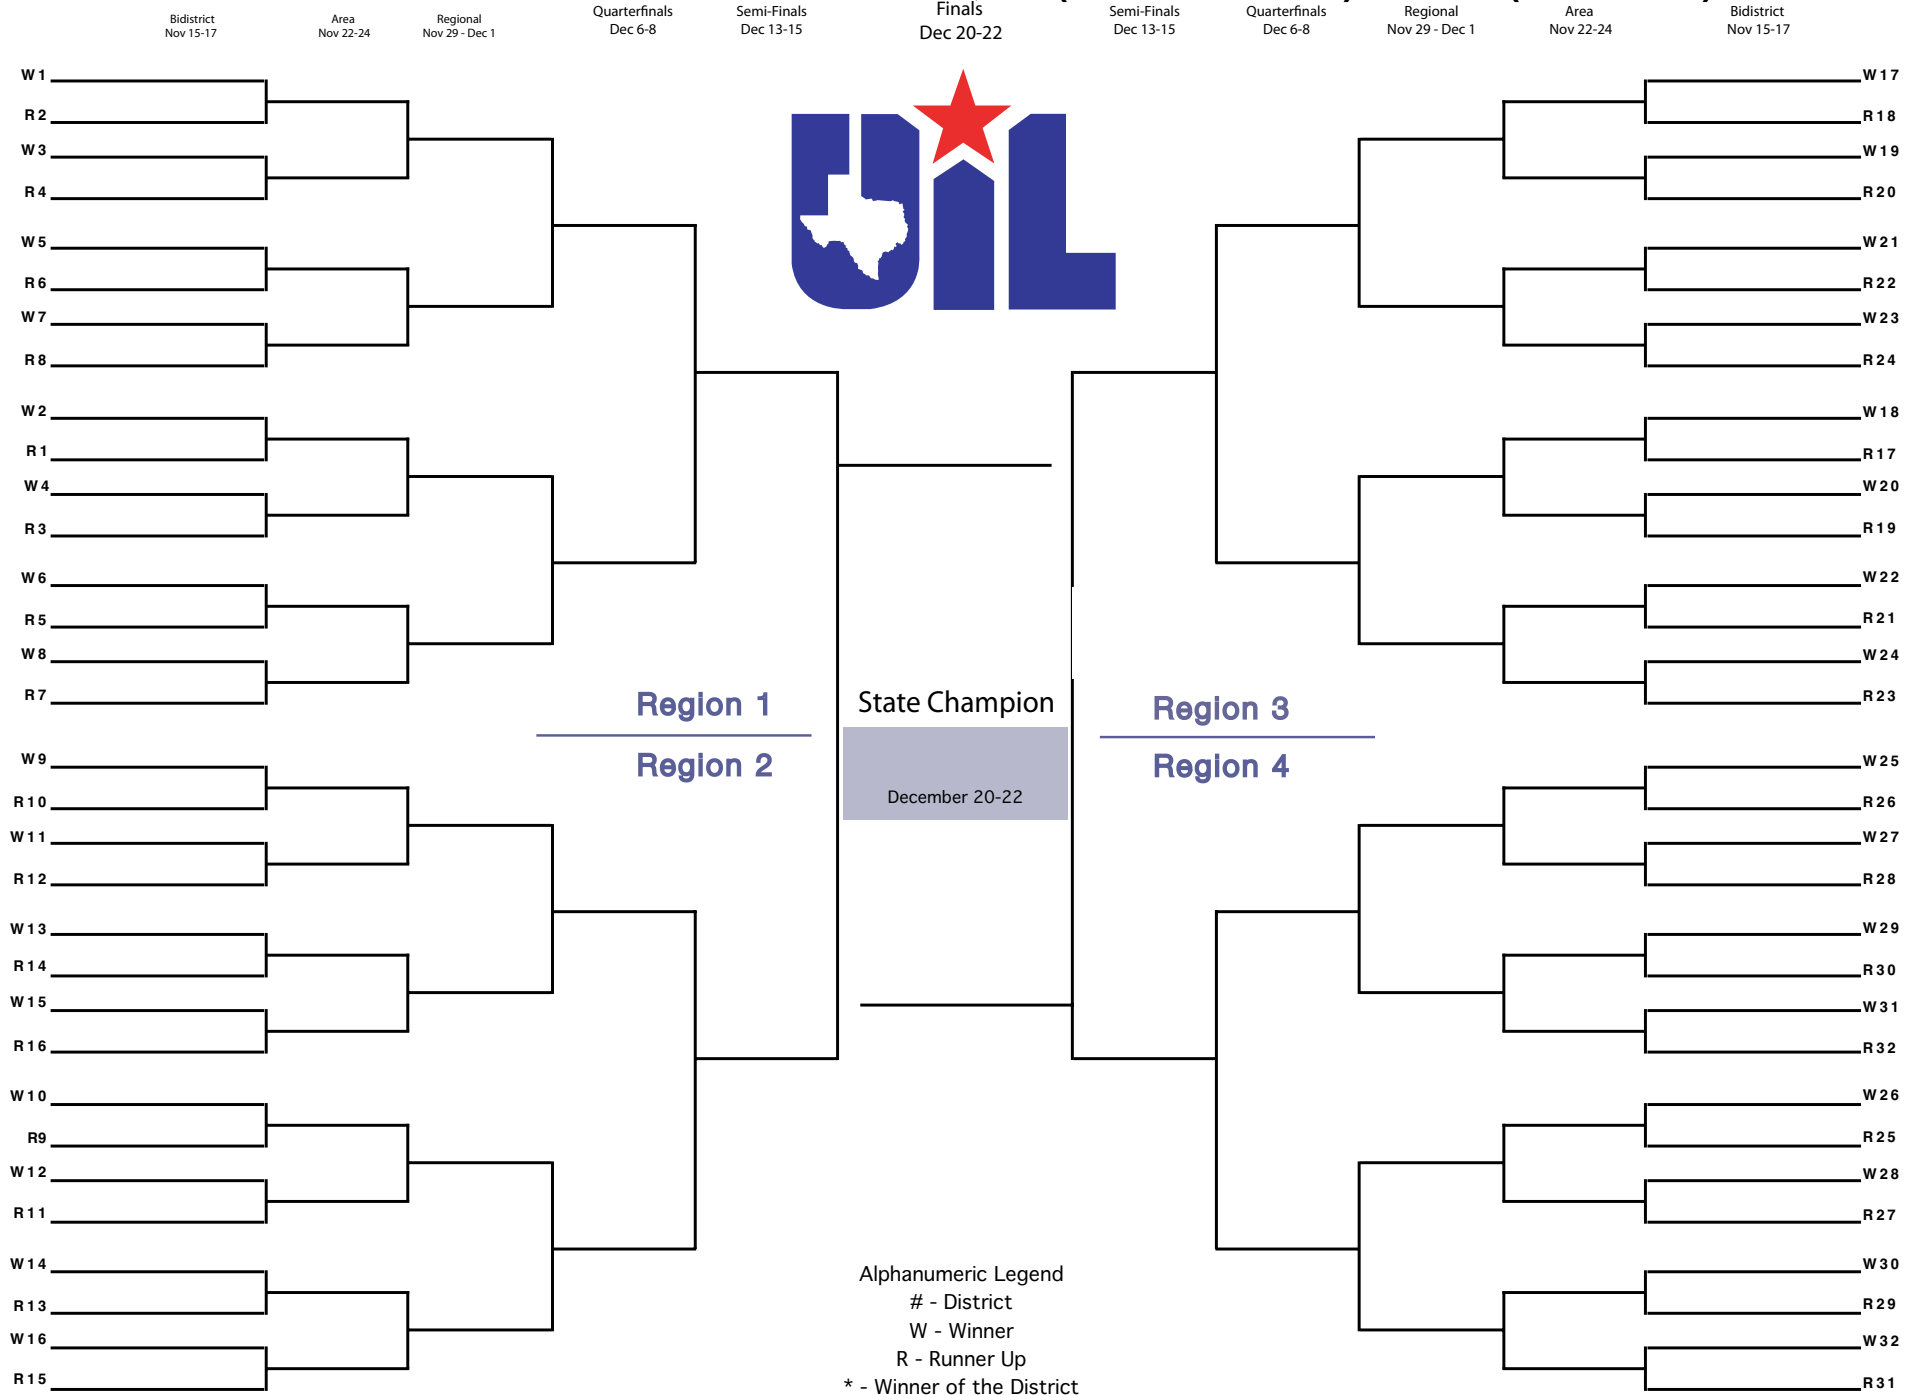 Bidistrict
Nov 15-17
Area
Nov 22-24
Regional
Nov 29 - Dec 1
Quarterfinals
Dec 6-8
Semi-Finals
Dec 13-15
Finals
Dec 20-22
Semi-Finals
Dec 13-15
Quarterfinals
Dec 6-8
Regional
Nov 29 - Dec 1
Area
Nov 22-24
Bidistrict
Nov 15-17
W1
R2
W3
R4
W5
R6
W7
R8
W2
R1
W4
R3
W6
R5
W8
R7
W9
R10
W11
R12
W13
R14
W15
R16
W10
R9
W12
R11
W14
R13
W16
R15
UIL
Region 1
Region 2
State Champion
December 20-22
Region 3
Region 4
Alphanumeric Legend
# - District
W - Winner
R - Runner Up
* - Winner of the District
W17
R18
W19
R20
W21
R22
W23
R24
W18
R17
W20
R19
W22
R21
W24
R23
W25
R26
W27
R28
W29
R30
W31
R32
W26
R25
W28
R27
W30
R29
W32
R31